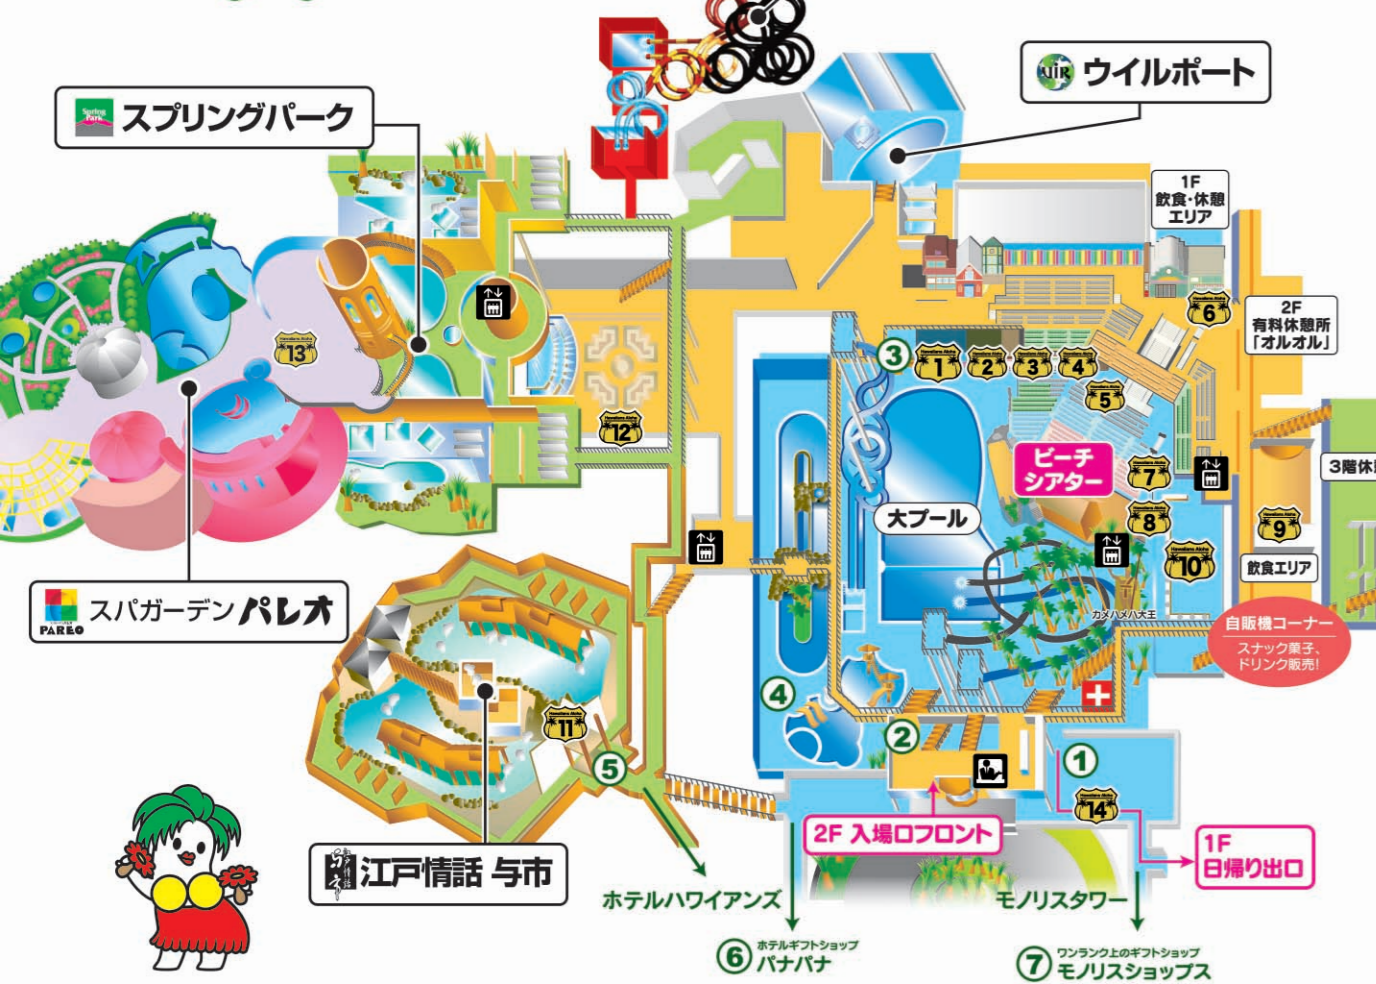 ウイルポート
Spring
Park
スプリングパーク
1F
飲食・休憩
エリア
2F
有料休憩所
「オルオル」
6
3
1
2
3
4
5
13
12
ビーチ
シアター
7
8
9
10
大プール
3階休
飲食エリア
カメハメハ大王
自販機コーナー
スナック菓子、
ドリンク販売!
PAREO
スパガーデン パレオ
4
11
2
5
1
14
2F 入場口フロント
1F
日帰り出口
江戸情話 与市
ホテルハワイアンズ
モノリスタワー
6 ホテルギフトショップ
パナパナ
7 ワンランク上のギフトショップ
モノリスショップス